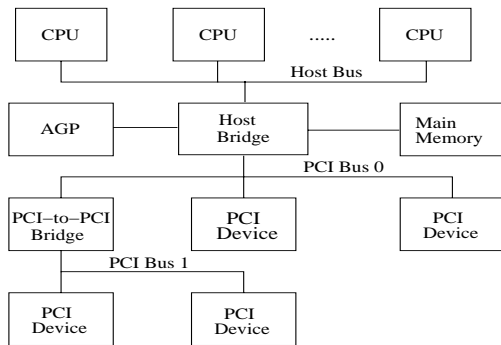 CPU
CPU
.....
CPU
Host Bus
AGP
Host
Bridge
Main
Memory
PCI Bus 0
PCI−to−PCI
Bridge
PCI
Device
PCI
Device
PCI Bus 1
PCI
Device
PCI
Device